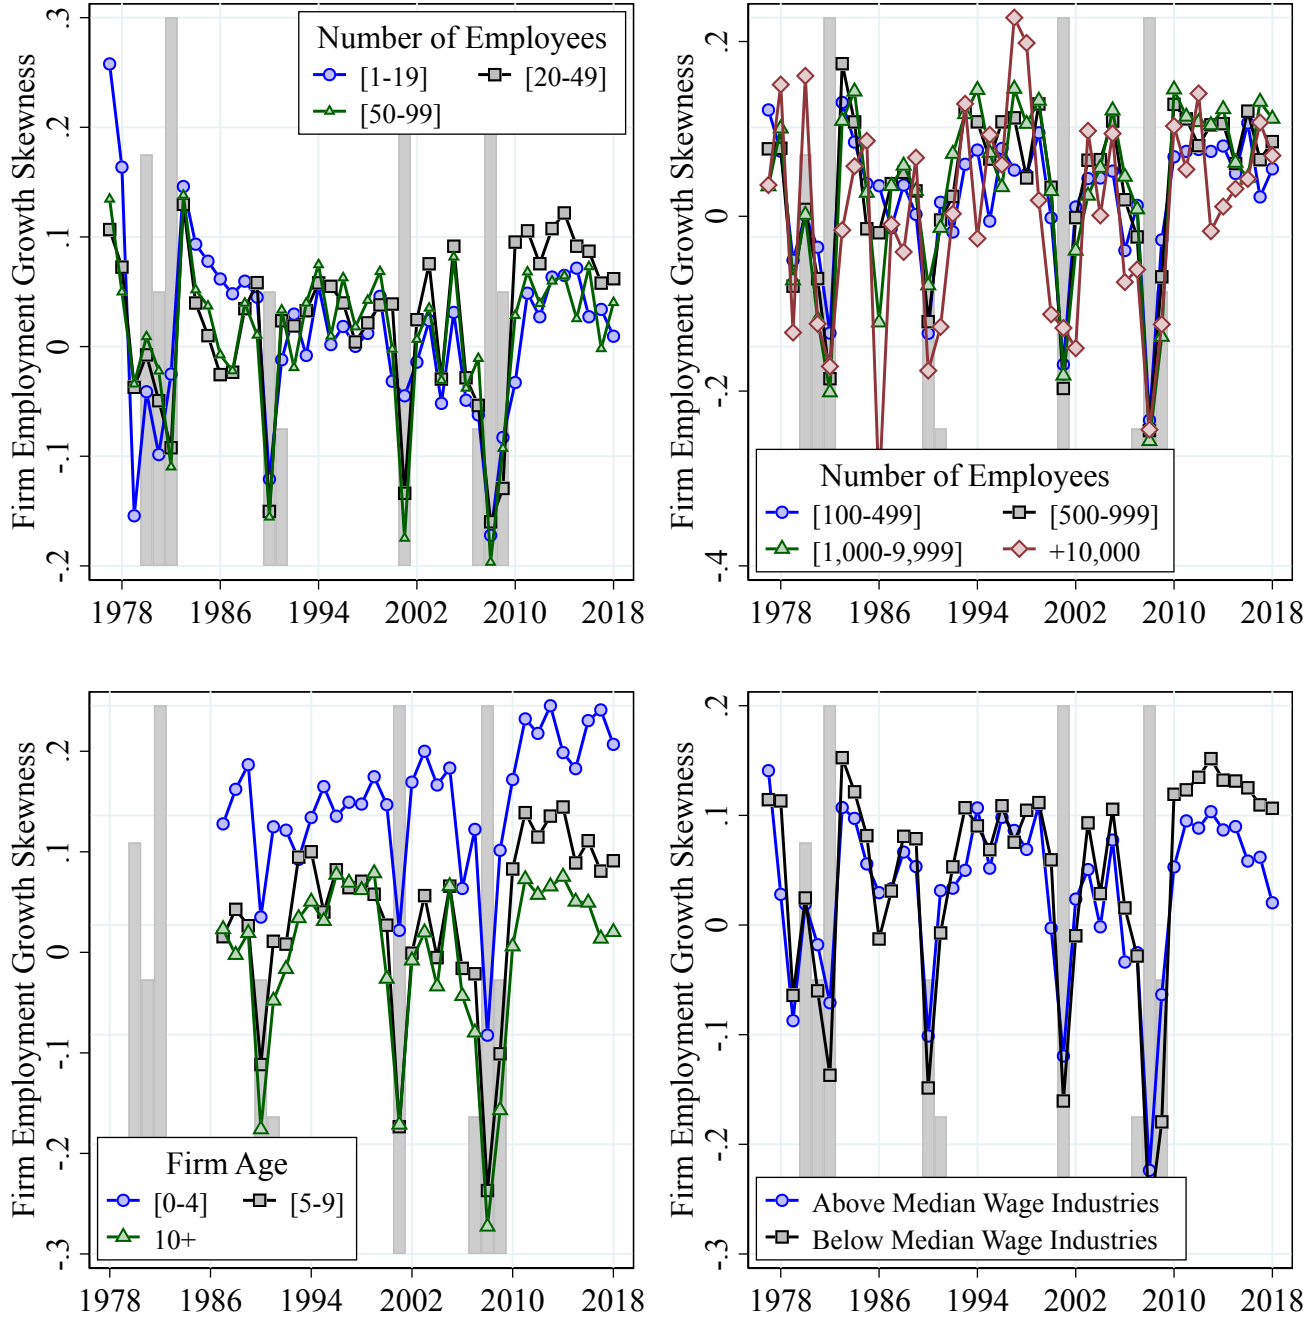 Firm Employment Growth Skewness
.3
.2
.1
0
-.1
-.2
1978 1986 1994 2002 2010 2018
Number of Employees
[1-19] [20-49]
[50-99]
Firm Employment Growth Skewness
.2
0
-.2
-.4
1978 1986 1994 2002 2010 2018
Number of Employees
[100-499] [500-999]
[1,000-9,999] +10,000
Firm Employment Growth Skewness
.2
.1
0
-.1
-.2
-.3
1978 1986 1994 2002 2010 2018
Firm Age
[0-4] [5-9]
10+
Firm Employment Growth Skewness
.2
.1
0
-.1
-.2
-.3
1978 1986 1994 2002 2010 2018
Above Median Wage Industries
Below Median Wage Industries